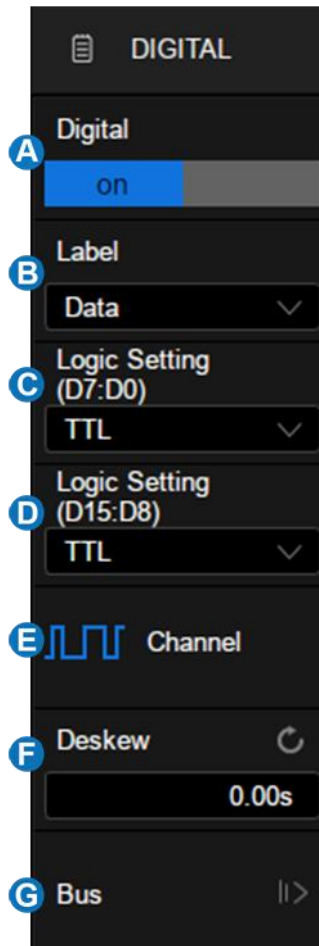 DIGITAL
Digital
A
on
Label
B
Data
Logic Setting
C
(D7:D0)
TTL
Logic Setting
D
(D15:D8)
TTL
E
Channel
Deskew
F
0.00s
G
Bus